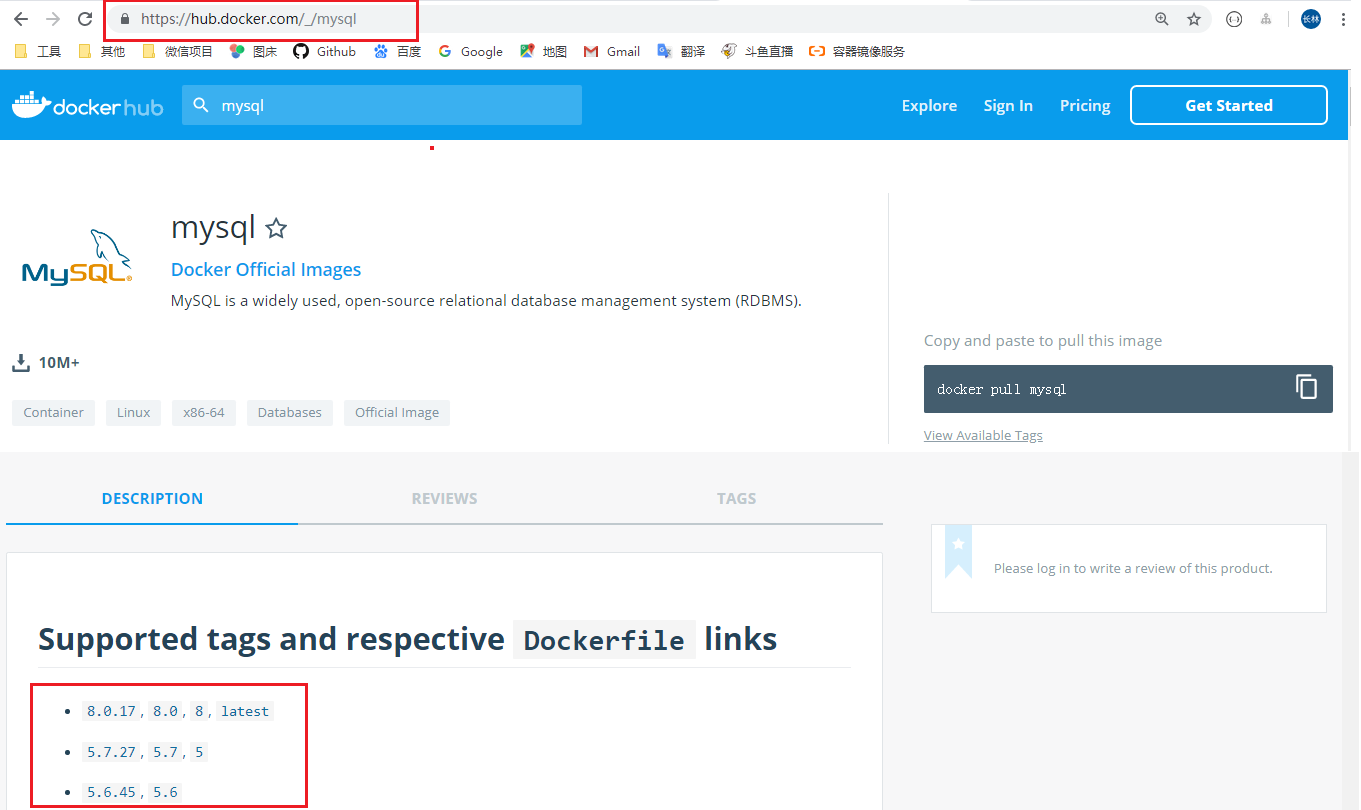 https://hub.docker.com/_/mysql
工具 其他 微信项目 图床 Github 百度 Google 地图 Gmail 翻译 斗鱼直播 容器镜像服务
长林
docker hub mysql Explore Sign In Pricing Get Started
mysql
MySQL®
Docker Official Images
MySQL is a widely used, open-source relational database management system (RDBMS).
10M+
Container Linux x86-64 Databases Official Image
Copy and paste to pull this image
docker pull mysql
View Available Tags
DESCRIPTION REVIEWS TAGS
Please log in to write a review of this product.
Supported tags and respective Dockerfile links
• 8.0.17, 8.0, 8, latest
• 5.7.27, 5.7, 5
• 5.6.45, 5.6